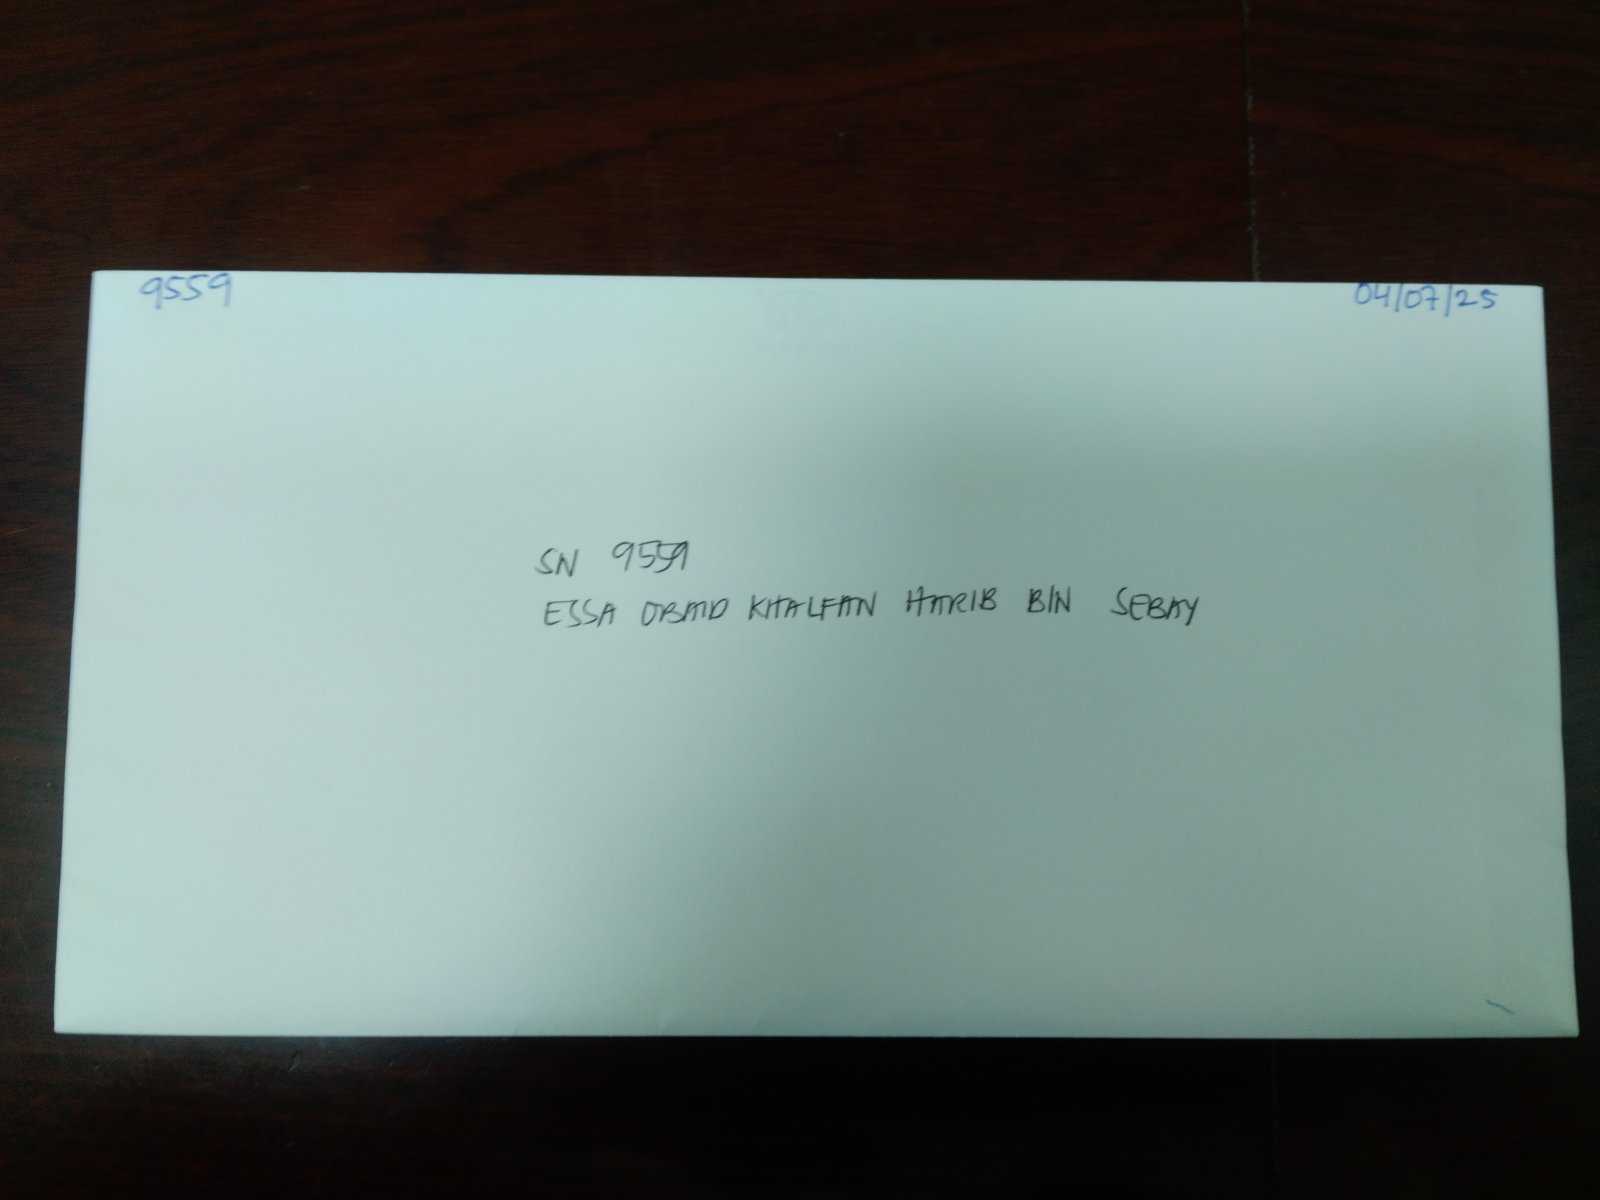 9559 04/07/25
SN 9559
ESSA OBAID KHALFAN HARIB BIN SEBAY